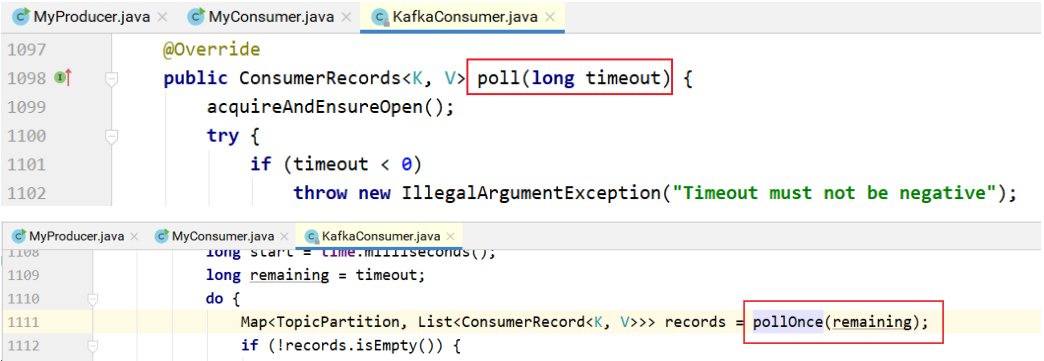 MyProducer.java × MyConsumer.java × KafkaConsumer.java ×
1097 @Override
1098 public ConsumerRecords<K, V> poll(long timeout) {
1099 acquireAndEnsureOpen();
1100 try {
1101 if (timeout < 0)
1102 throw new IllegalArgumentException("Timeout must not be negative");
MyProducer.java × MyConsumer.java × KafkaConsumer.java ×
1108 long start = time.milliseconds();
1109 long remaining = timeout;
1110 do {
1111 Map<TopicPartition, List<ConsumerRecord<K, V>>> records = pollOnce(remaining);
1112 if (!records.isEmpty()) {